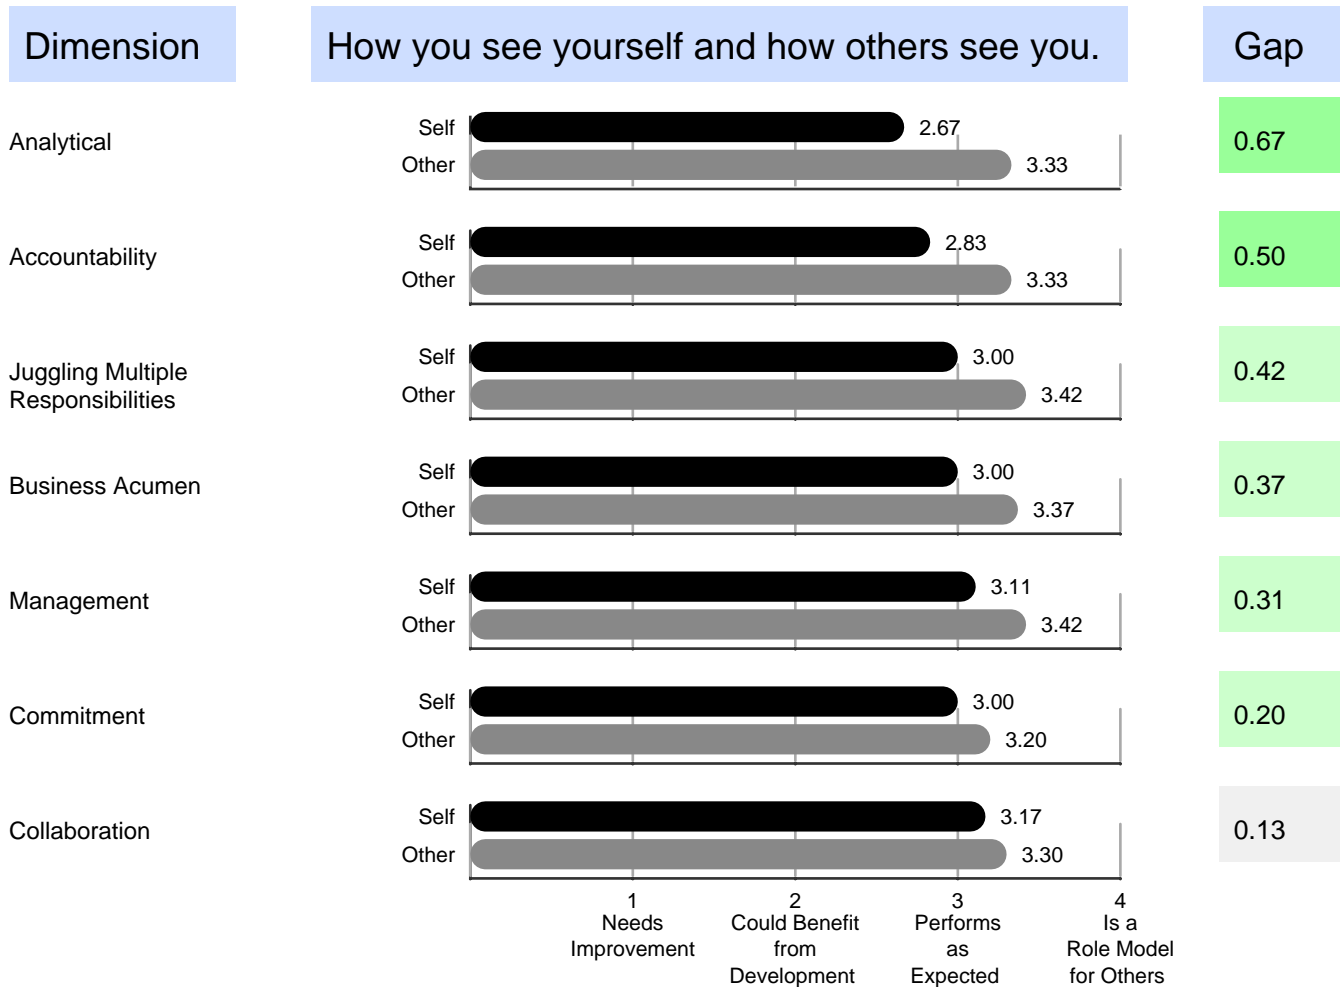 Dimension
How you see yourself and how others see you.
Gap
Analytical
Self
2.67
Other
3.33
0.67
Accountability
Self
2.83
Other
3.33
0.50
Juggling Multiple
Responsibilities
Self
3.00
Other
3.42
0.42
Business Acumen
Self
3.00
Other
3.37
0.37
Management
Self
3.11
Other
3.42
0.31
Commitment
Self
3.00
Other
3.20
0.20
Collaboration
Self
3.17
Other
3.30
0.13
1
Needs
Improvement
2
Could Benefit
from
Development
3
Performs
as
Expected
4
Is a
Role Model
for Others